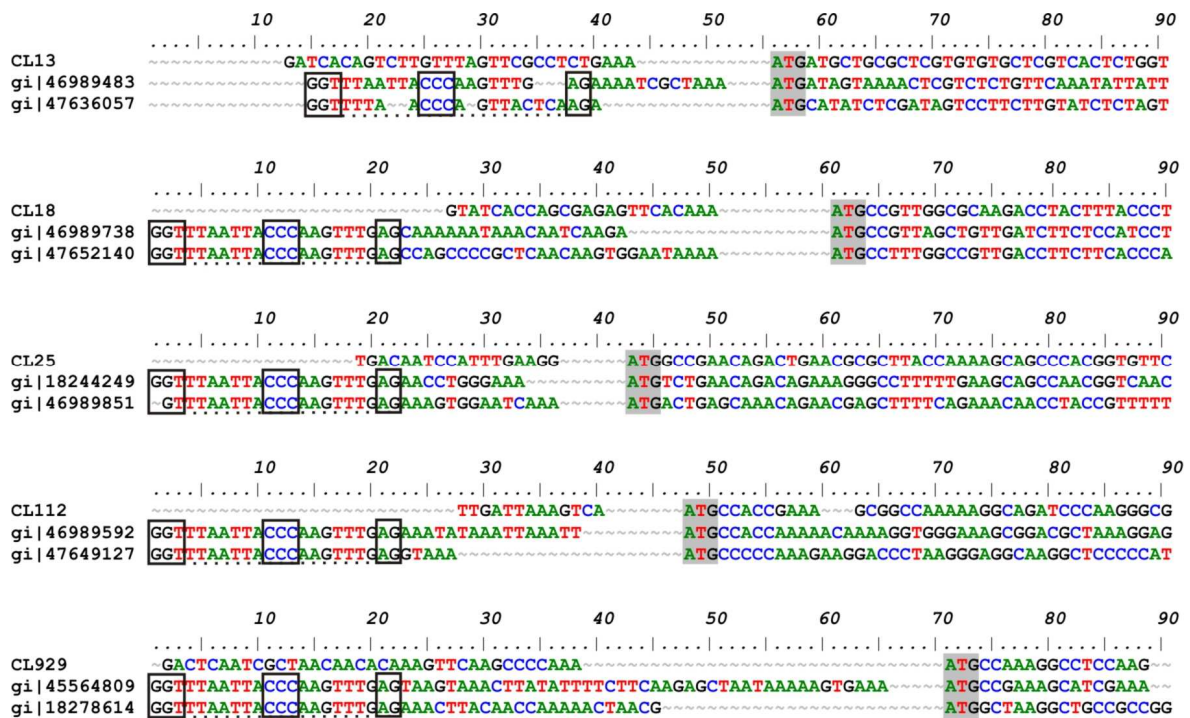 10 20 30 40 50 60 70 80 90
CL13 ~~~~~~~~~~~~GATCACAGTCTTGTTTAGTTCGCCTCTGAAA~~~~~~~~~~~~ATGATGCTGCGCTCGTGTGTGCTCGTCACTCTGGT
gi|46989483 ~~~~~~~~~~~~~~GGTTTAATTACCCAAGTTTG~~~AGAAAATCGCTAAA~~~~ATGATAGTAAAACTCGTCTCTGTTCAAATATTATT
gi|47636057 ~~~~~~~~~~~~~~GGTTTTA~~ACCCA~GTTACTCAAGA~~~~~~~~~~~~~~~ATGCATATCTCGATAGTCCTTCTTGTATCTCTAGT
10 20 30 40 50 60 70 80 90
CL18 ~~~~~~~~~~~~~~~~~~~~~~~~~~GTATCACCAGCGAGAGTTCACAAA~~~~~~~~~~ATGCCGTTGGCGCAAGACCTACTTTACCCT
gi|46989738 GGTTTAATTACCCAAGTTTGAGCAAAAAATAAACAATCAAGA~~~~~~~~~~~~~~~~~~ATGCCGTTAGCTGTTGATCTTCTCCATCCT
gi|47652140 GGTTTAATTACCCAAGTTTGAGCCAGCCCCGCTCAACAAGTGGAATAAAA~~~~~~~~~~ATGCCTTTGGCCGTTGACCTTCTTCACCCA
10 20 30 40 50 60 70 80 90
CL25 ~~~~~~~~~~~~~~~~~~TGACAATCCATTTGAAGG~~~~~~ATGGCCGAACAGACTGAACGCGCTTACCAAAAGCAGCCCACGGTGTTC
gi|18244249 GGTTTAATTACCCAAGTTTGAGAACCTGGGAAA~~~~~~~~~ATGTCTGAACAGACAGAAAGGGCCTTTTTGAAGCAGCCAACGGTCAAC
gi|46989851 ~GTTTAATTACCCAAGTTTGAGAAAGTGGAATCAAA~~~~~~ATGACTGAGCAAACAGAACGAGCTTTTCAGAAACAACCTACCGTTTTT
10 20 30 40 50 60 70 80 90
CL112 ~~~~~~~~~~~~~~~~~~~~~~~~~~~TTGATTAAAGTCA~~~~~~~ATGCCACCGAAA~~~GCGGCCAAAAAGGCAGATCCCAAGGGCG
gi|46989592 GGTTTAATTACCCAAGTTTGAGAAATATAAATTAAATT~~~~~~~~~ATGCCACCAAAAACAAAAGGTGGGAAAGCGGACGCTAAAGGAG
gi|47649127 GGTTTAATTACCCAAGTTTGAGGTAAA~~~~~~~~~~~~~~~~~~~~ATGCCCCCAAAGAAGGACCCTAAGGGAGGCAAGGCTCCCCCAT
10 20 30 40 50 60 70 80 90
CL929 ~GACTCAATCGCTAACAACACAAAGTTCAAGCCCCAAA~~~~~~~~~~~~~~~~~~~~~~~~~~~~~~~~ATGCCAAAGGCCTCCAAG~~
gi|45564809 GGTTTAATTACCCAAGTTTGAGTAAGTAAACTTATATTTTCTTCAAGAGCTAATAAAAAGTGAAA~~~~~ATGCCGAAAGCATCGAAA~~
gi|18278614 GGTTTAATTACCCAAGTTTGAGAAACTTACAACCAAAAACTAACG~~~~~~~~~~~~~~~~~~~~~~~~~ATGGCTAAGGCTGCCGCCGG